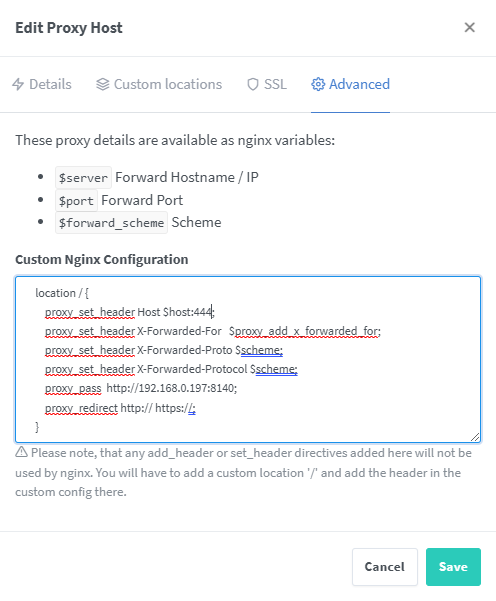 Edit Proxy Host
Details
Custom locations
SSL
Advanced
These proxy details are available as nginx variables:
$server Forward Hostname / IP
$port Forward Port
$forward_scheme Scheme
Custom Nginx Configuration
location / {
proxy_set_header Host $host:444;
proxy_set_header X-Forwarded-For $proxy_add_x_forwarded_for;
proxy_set_header X-Forwarded-Proto $scheme;
proxy_set_header X-Forwarded-Protocol $scheme;
proxy_pass http://192.168.0.197:8140;
proxy_redirect http:// https://;
}
Please note, that any add_header or set_header directives added here will not be
used by nginx. You will have to add a custom location '/' and add the header in the
custom config there.
Cancel
Save